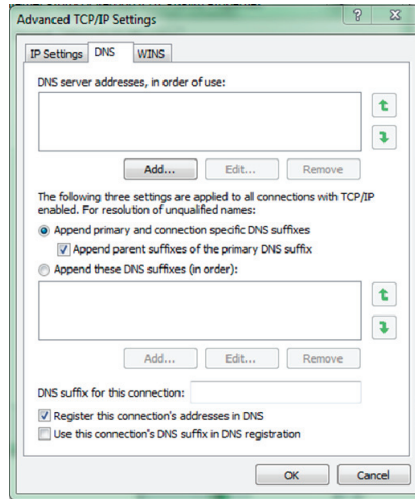 Advanced TCP/IP Settings
IP Settings DNS WINS
DNS server addresses, in order of use:
Add... Edit... Remove
The following three settings are applied to all connections with TCP/IP
enabled. For resolution of unqualified names:
Append primary and connection specific DNS suffixes
Append parent suffixes of the primary DNS suffix
Append these DNS suffixes (in order):
Add... Edit... Remove
DNS suffix for this connection:
Register this connection's addresses in DNS
Use this connection's DNS suffix in DNS registration
OK Cancel